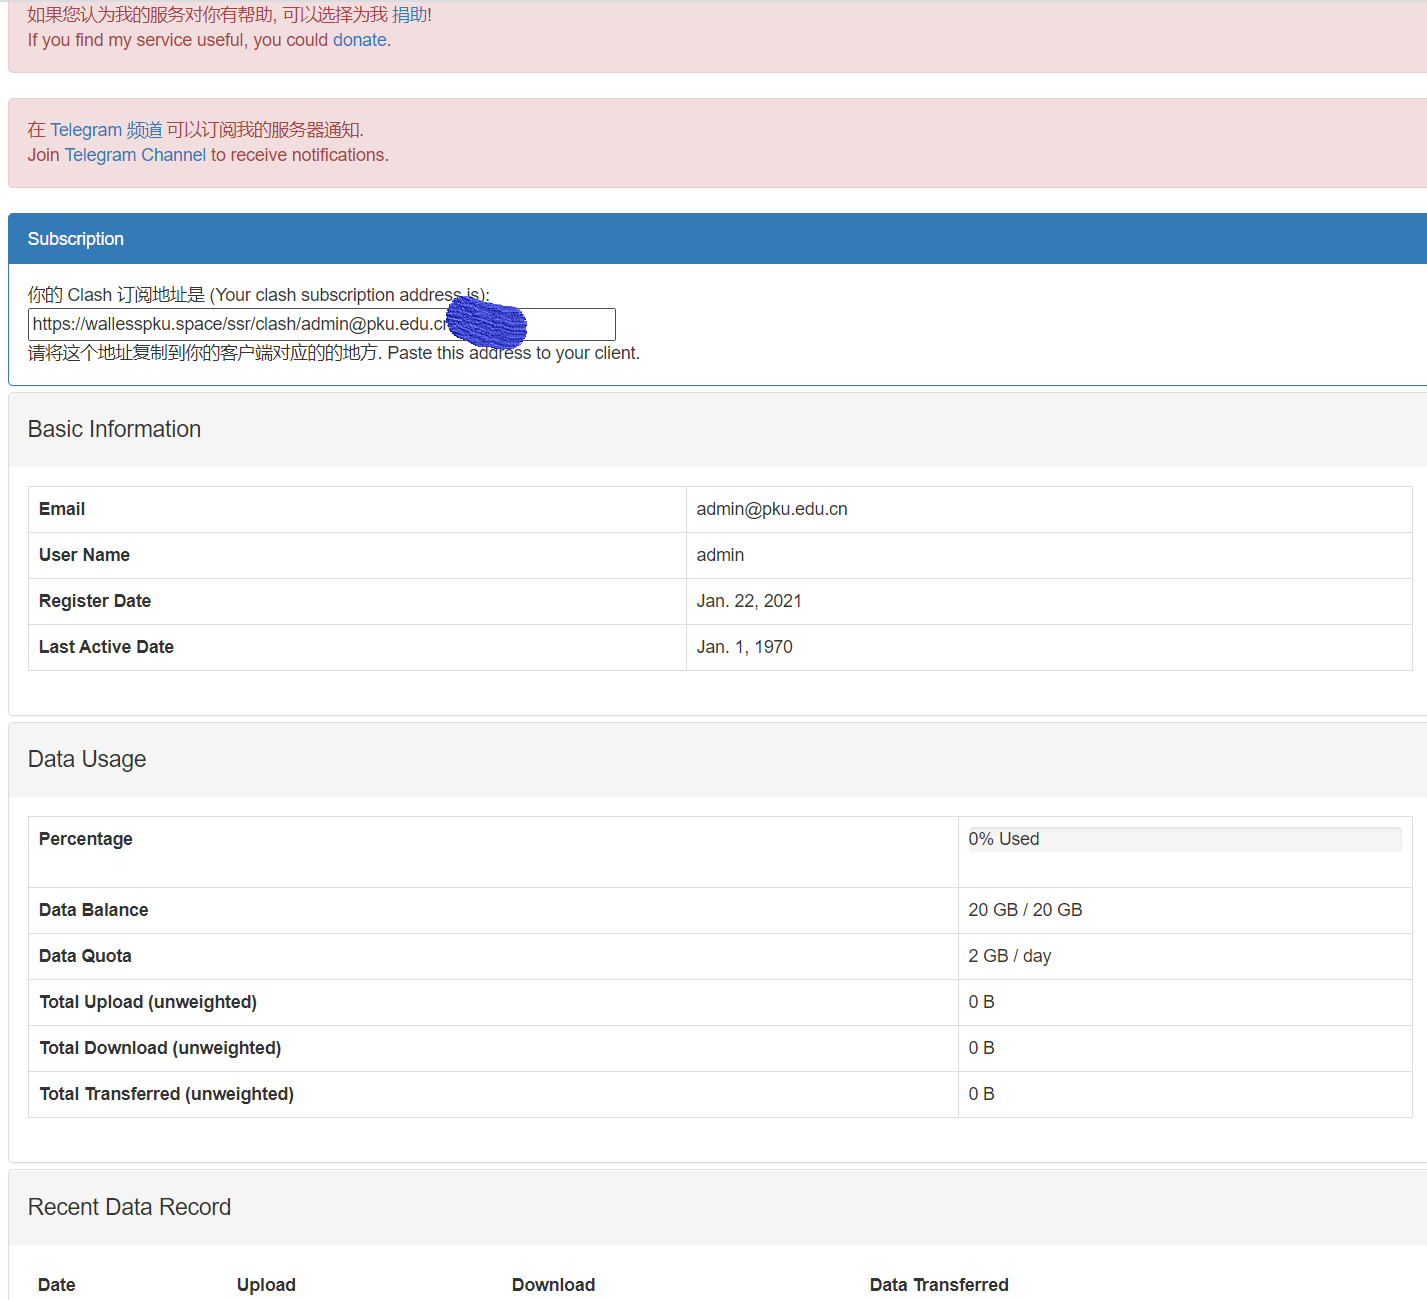 如果您认为我的服务对你有帮助, 可以选择为我 捐助!
If you find my service useful, you could donate.
在 Telegram 频道 可以订阅我的服务器通知.
Join Telegram Channel to receive notifications.
Subscription
你的 Clash 订阅地址是 (Your clash subscription address is):
https://wallesspku.space/ssr/clash/admin@pku.edu.cn
请将这个地址复制到你的客户端对应的的地方. Paste this address to your client.
Basic Information
Email admin@pku.edu.cn
User Name admin
Register Date Jan. 22, 2021
Last Active Date Jan. 1, 1970
Data Usage
Percentage 0% Used
Data Balance 20 GB / 20 GB
Data Quota 2 GB / day
Total Upload (unweighted) 0 B
Total Download (unweighted) 0 B
Total Transferred (unweighted) 0 B
Recent Data Record
Date Upload Download Data Transferred